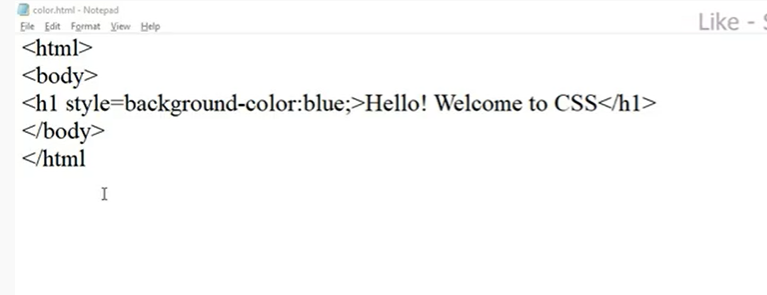 color.html - Notepad
File Edit Format View Help
Like -
<html>
<body>
<h1 style=background-color:blue;>Hello! Welcome to CSS</h1>
</body>
</html